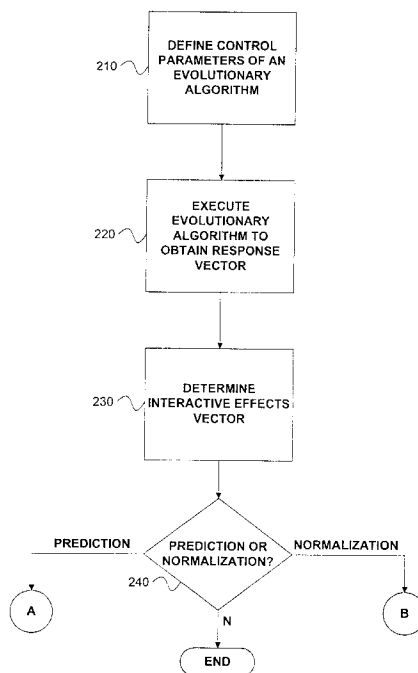 DEFINE CONTROL
PARAMETERS OF AN
EVOLUTIONARY
ALGORITHM
210
EXECUTE
EVOLUTIONARY
ALGORITHM TO
OBTAIN RESPONSE
VECTOR
220
DETERMINE
INTERACTIVE EFFECTS
VECTOR
230
PREDICTION
PREDICTION OR
NORMALIZATION?
NORMALIZATION
240
A
B
N
END